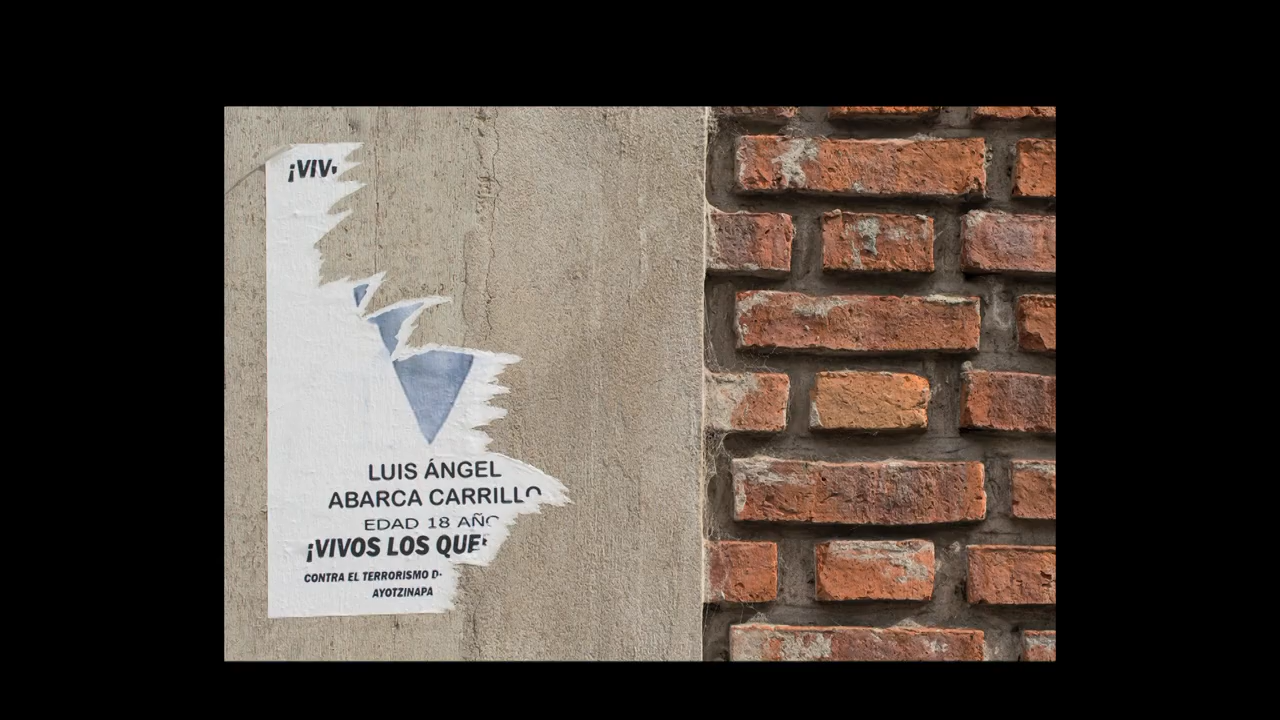 ¡VIV
LUIS ÁNGEL
ABARCA CARRILLO
EDAD 18 AÑO
¡VIVOS LOS QUE
CONTRA EL TERRORISMO D
AYOTZINAPA